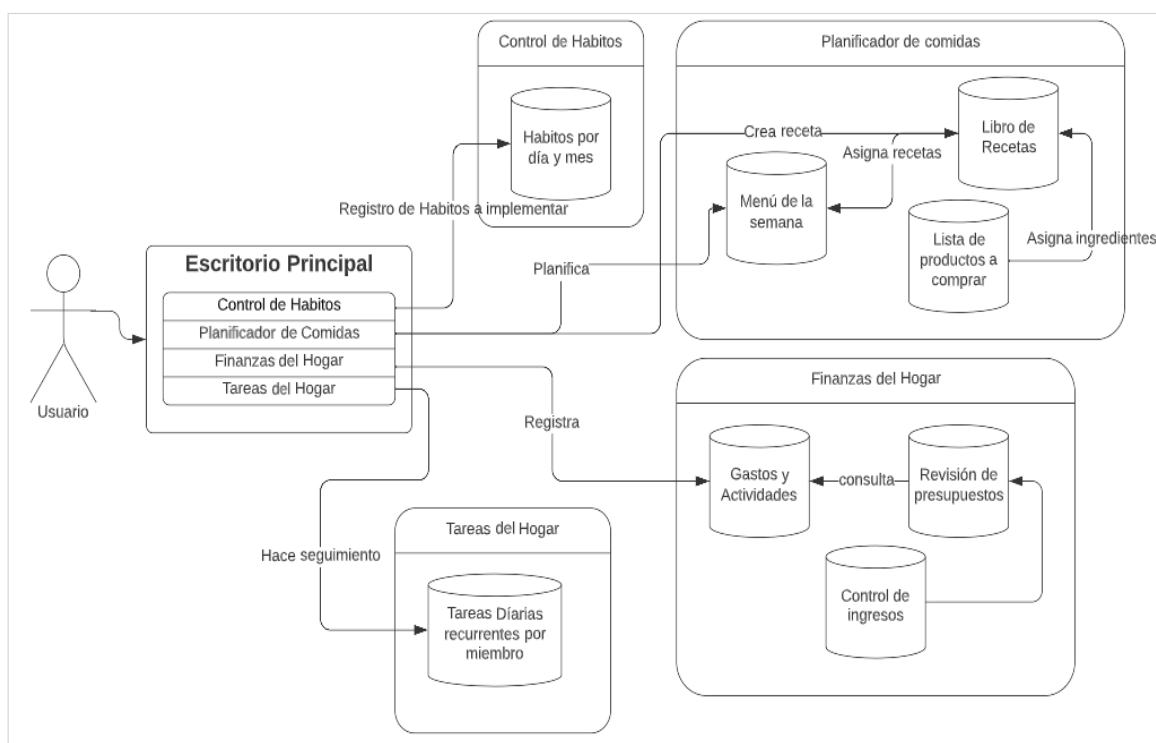 Control de Habitos
Habitos por
día y mes
Registro de Habitos a implementar
Planificador de comidas
Crea receta
Libro de
Recetas
Asigna recetas
Menú de la
semana
Lista de
productos a
comprar
Asigna ingredientes
Planifica
Escritorio Principal
Control de Habitos
Planificador de Comidas
Finanzas del Hogar
Tareas del Hogar
Usuario
Finanzas del Hogar
Registra
Gastos y
Actividades
consulta
Revisión de
presupuestos
Control de
ingresos
Tareas del Hogar
Hace seguimiento
Tareas Díarias
recurrentes por
miembro